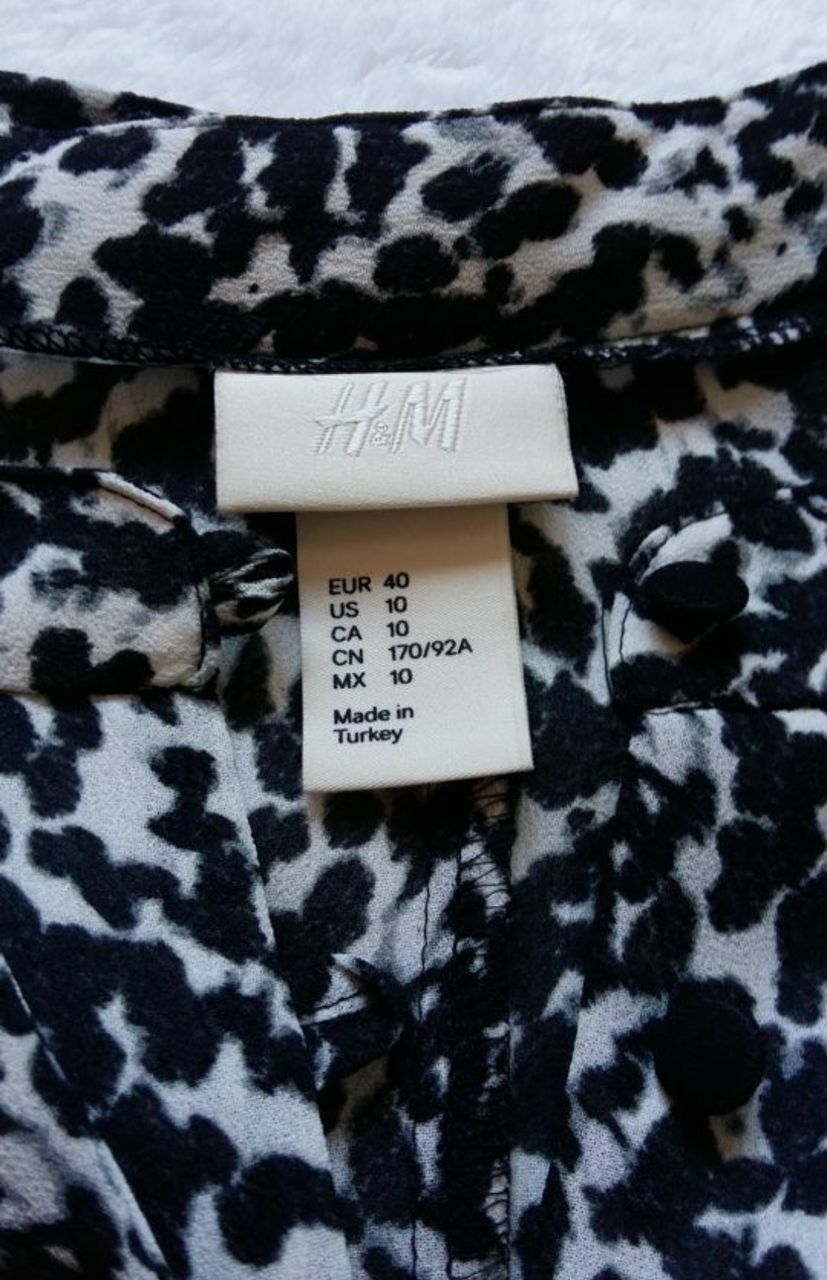 H&M
EUR 40
US 10
CA 10
CN 170/92A
MX 10
Made in
Turkey